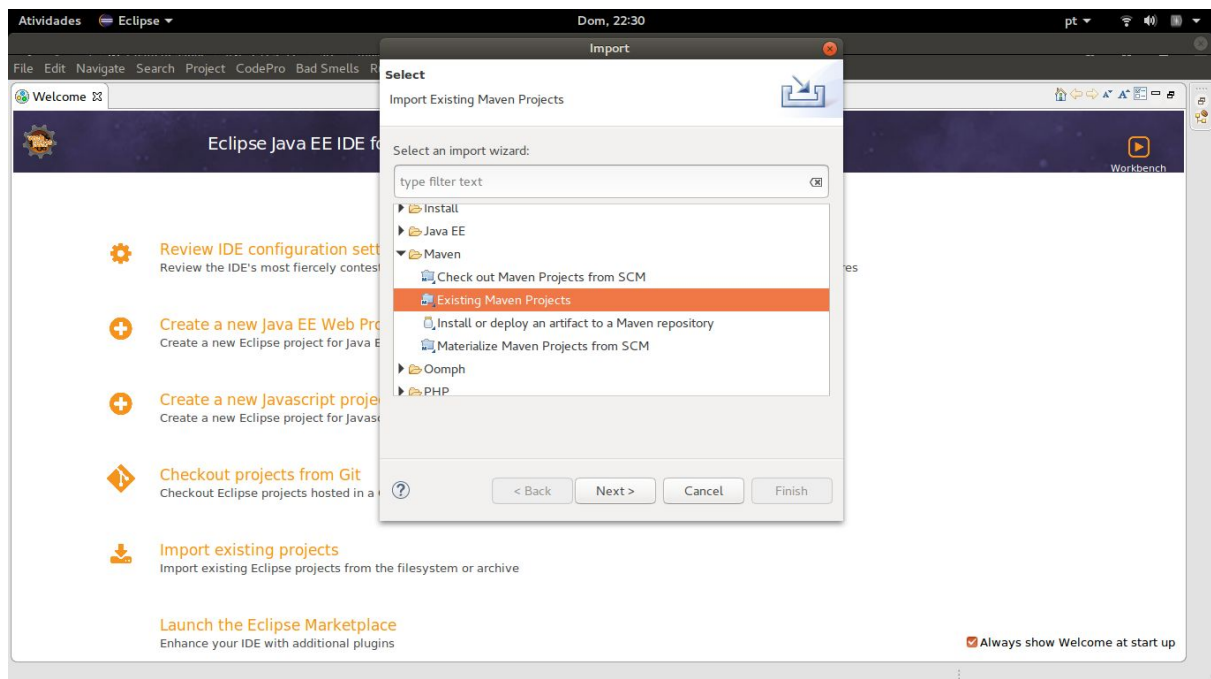 Atividades Eclipse Dom, 22:30 pt
Import
File Edit Navigate Search Project CodePro Bad Smells
Select
Welcome
Import Existing Maven Projects
Eclipse Java EE IDE
Workbench
Select an import wizard:
type filter text
Install
Java EE
Maven
Check out Maven Projects from SCM
Existing Maven Projects
Install or deploy an artifact to a Maven repository
Materialize Maven Projects from SCM
Oomph
PHP
< Back Next > Cancel Finish
Review IDE configuration sett
Review the IDE's most fiercely contest
res
Create a new Java EE Web Pro
Create a new Eclipse project for Java E
Create a new Javascript proje
Create a new Eclipse project for Javasc
Checkout projects from Git
Checkout Eclipse projects hosted in a
Import existing projects
Import existing Eclipse projects from the filesystem or archive
Launch the Eclipse Marketplace
Enhance your IDE with additional plugins
Always show Welcome at start up